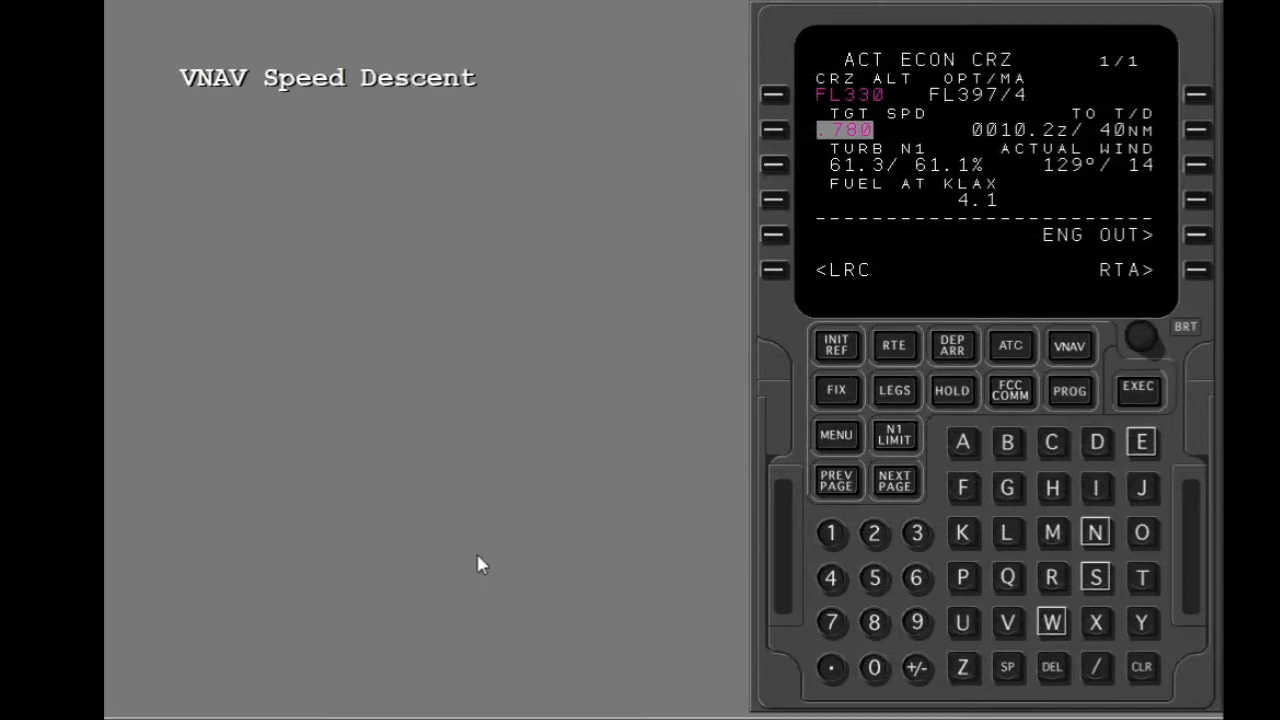 VNAV Speed Descent
ACT ECON CRZ 1/1
CRZ ALT OPT/MA
FL330 FL397/4
TGT SPD TO T/D
.780 0010.2z/ 40NM
TURB N1 ACTUAL WIND
61.3/ 61.1% 129°/ 14
FUEL AT KLAX
4.1
------------------------
ENG OUT>
<LRC RTA>
BRT
INIT REF
RTE
DEP ARR
ATC
VNAV
FIX
LEGS
HOLD
FCC COMM
PROG
EXEC
MENU
N1 LIMIT
PREV PAGE
NEXT PAGE
A B C D E
F G H I J
1 2 3 K L M N O
4 5 6 P Q R S T
7 8 9 U V W X Y
. 0 +/- Z SP DEL / CLR